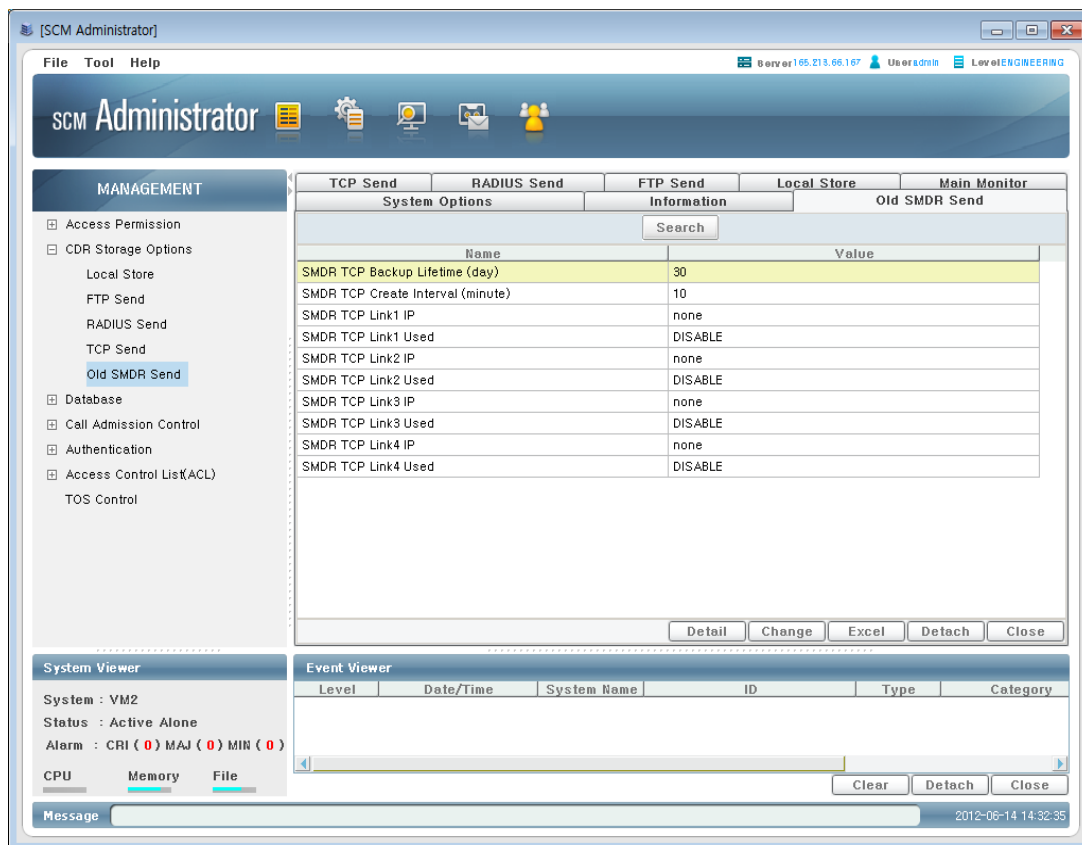 [SCM Administrator]
File Tool Help
Server165.213.66.167 Useradmin LevelENGINEERING
SCM Administrator
MANAGEMENT
Access Permission
CDR Storage Options
Local Store
FTP Send
RADIUS Send
TCP Send
Old SMDR Send
Database
Call Admission Control
Authentication
Access Control List(ACL)
TOS Control
TCP Send RADIUS Send FTP Send Local Store Main Monitor
System Options Information Old SMDR Send
Search
Name Value
SMDR TCP Backup Lifetime (day) 30
SMDR TCP Create Interval (minute) 10
SMDR TCP Link1 IP none
SMDR TCP Link1 Used DISABLE
SMDR TCP Link2 IP none
SMDR TCP Link2 Used DISABLE
SMDR TCP Link3 IP none
SMDR TCP Link3 Used DISABLE
SMDR TCP Link4 IP none
SMDR TCP Link4 Used DISABLE
Detail Change Excel Detach Close
System Viewer
System : VM2
Status : Active Alone
Alarm : CRI ( 0 ) MAJ ( 0 ) MIN ( 0 )
CPU Memory File
Event Viewer
Level Date/Time System Name ID Type Category
Clear Detach Close
Message 2012-06-14 14:32:35